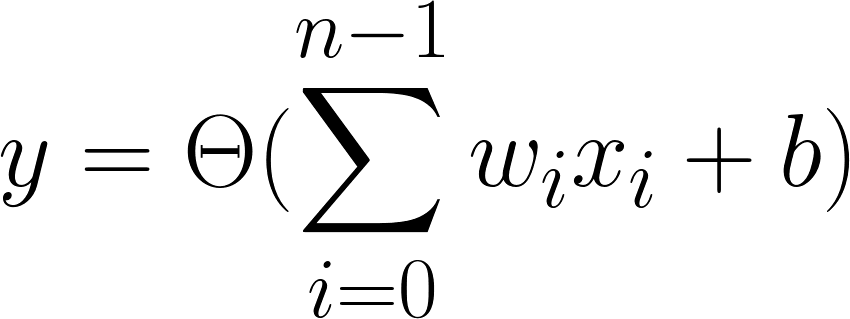 y = Θ(∑_{i=0}^{n−1} w_i x_i + b)